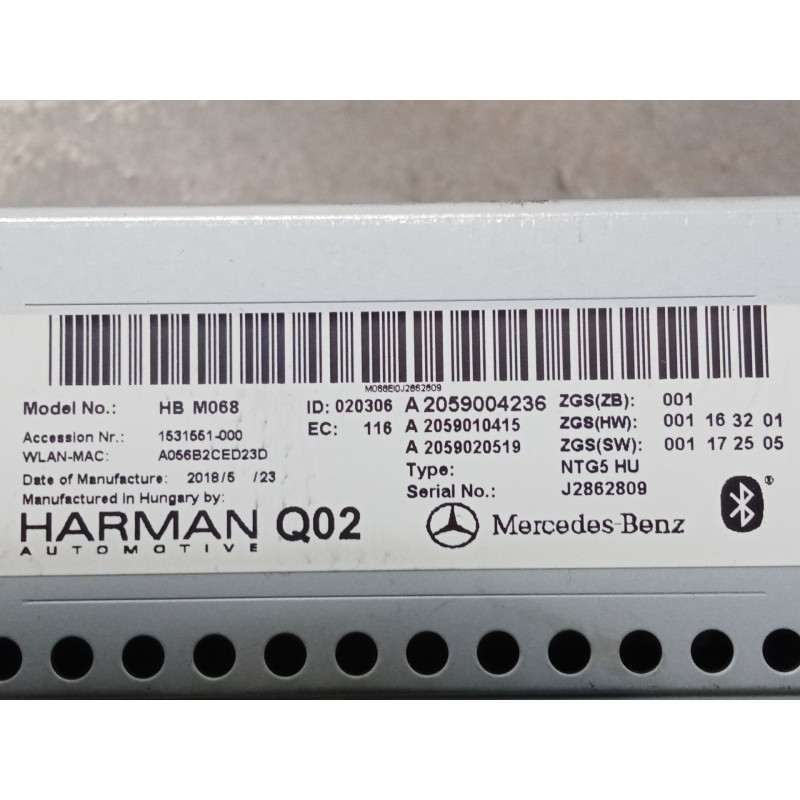 M068EI0J2862809
Model No.: HB M068 ID: 020306 A 2059004236 ZGS(ZB): 001
EC: 116 A 2059010415 ZGS(HW): 001 16 32 01
Accession Nr.: 1531551-000
WLAN-MAC: A056B2CED23D A 2059020519 ZGS(SW): 001 17 25 05
Date of Manufacture: 2018/5 /23 Type: NTG5 HU
Manufactured in Hungary by: Serial No.: J2862809
HARMAN Q02 Mercedes-Benz ®
AUTOMOTIVE